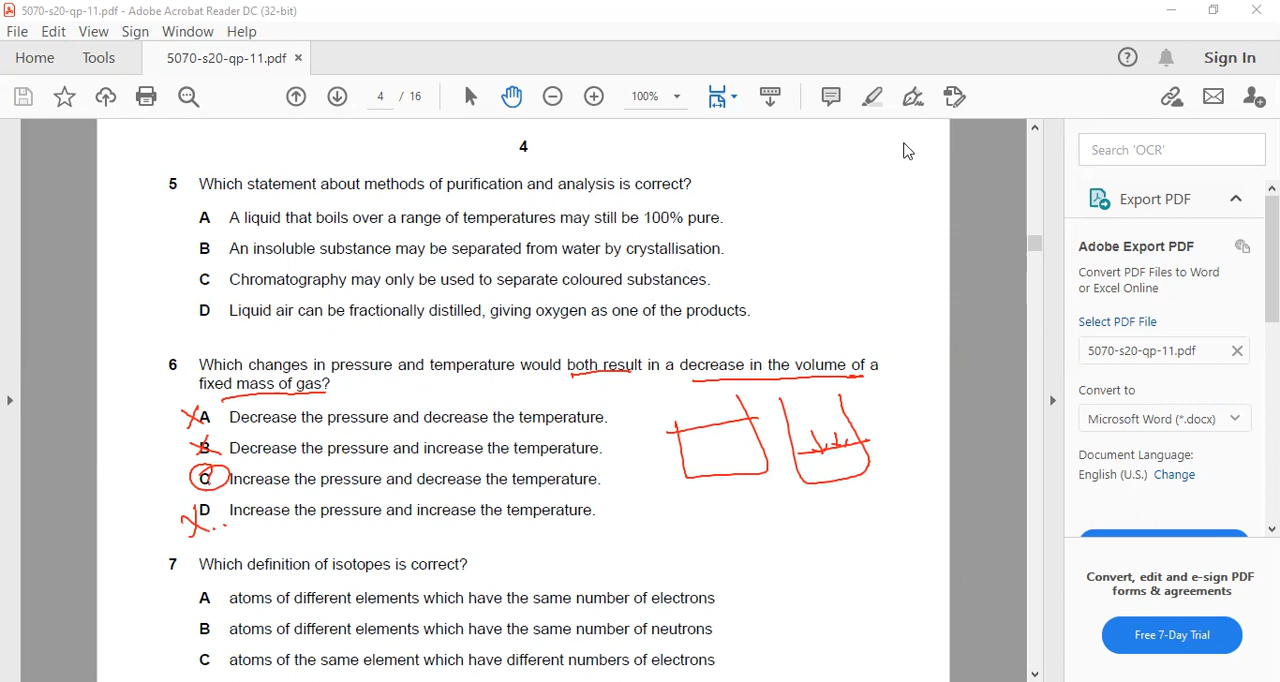 5070-s20-qp-11.pdf - Adobe Acrobat Reader DC (32-bit)
File Edit View Sign Window Help
Home Tools 5070-s20-qp-11.pdf × Sign In
4 / 16 100%
4
5 Which statement about methods of purification and analysis is correct?
A A liquid that boils over a range of temperatures may still be 100% pure.
B An insoluble substance may be separated from water by crystallisation.
C Chromatography may only be used to separate coloured substances.
D Liquid air can be fractionally distilled, giving oxygen as one of the products.
6 Which changes in pressure and temperature would both result in a decrease in the volume of a
fixed mass of gas?
A Decrease the pressure and decrease the temperature.
B Decrease the pressure and increase the temperature.
C Increase the pressure and decrease the temperature.
D Increase the pressure and increase the temperature.
7 Which definition of isotopes is correct?
A atoms of different elements which have the same number of electrons
B atoms of different elements which have the same number of neutrons
C atoms of the same element which have different numbers of electrons
Search 'OCR'
Export PDF
Adobe Export PDF
Convert PDF Files to Word
or Excel Online
Select PDF File
5070-s20-qp-11.pdf
Convert to
Microsoft Word (*.docx)
Document Language:
English (U.S.) Change
Convert, edit and e-sign PDF
forms & agreements
Free 7-Day Trial